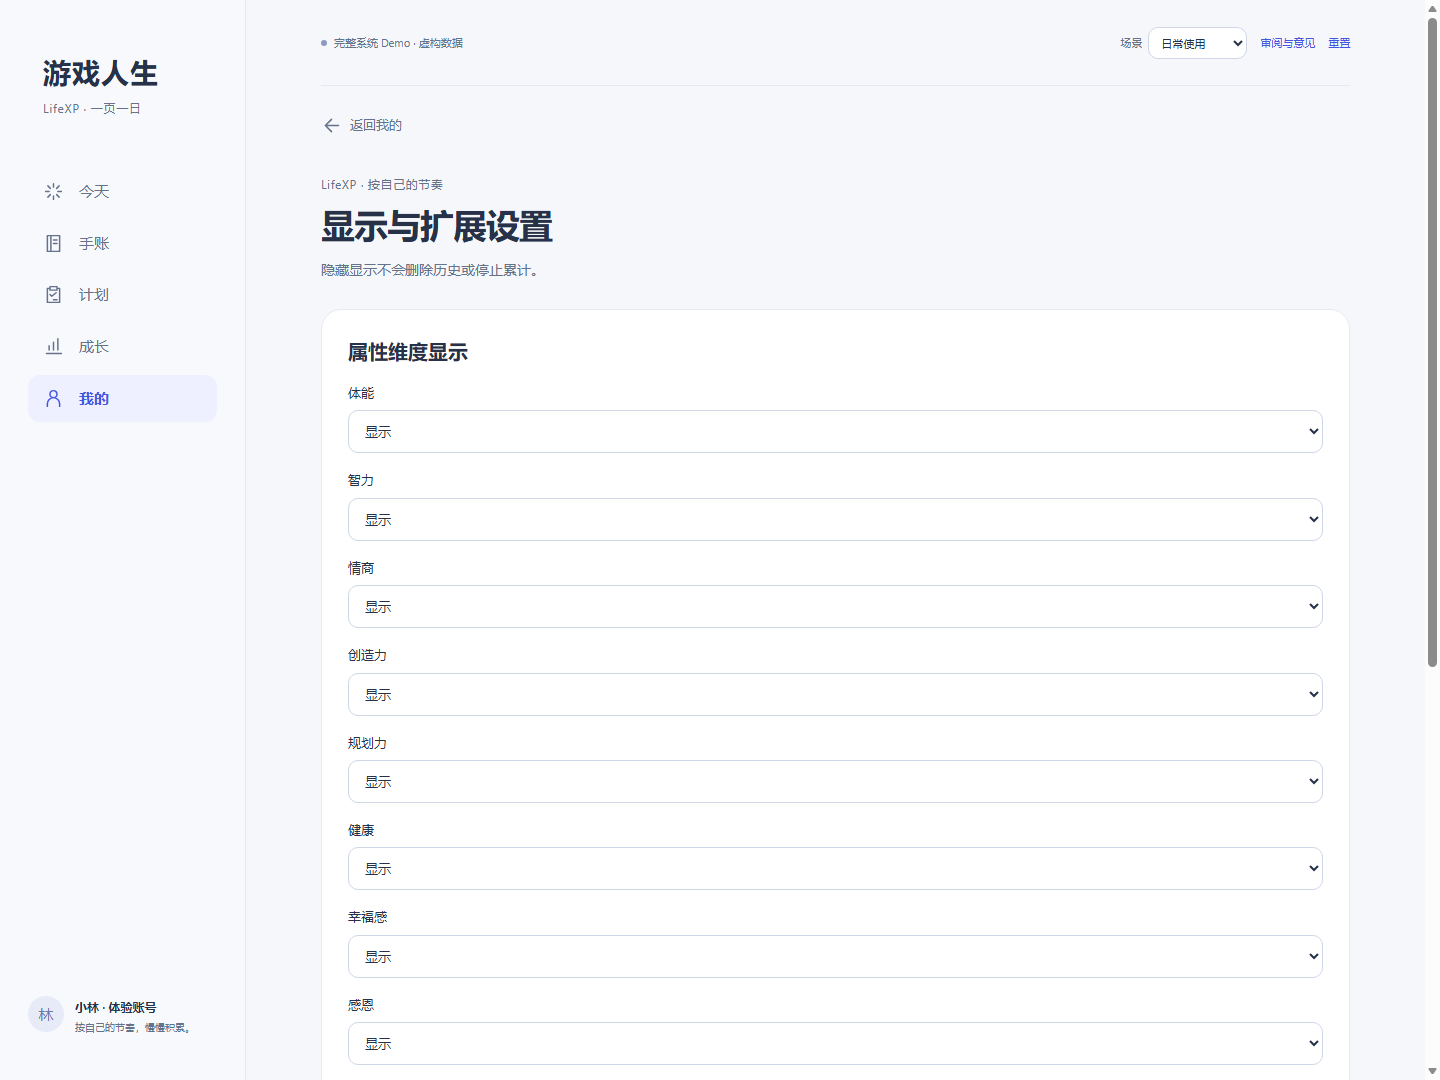 游戏人生
LifeXP · 一页一日
今天
手账
计划
成长
我的
林
小林 · 体验账号
按自己的节奏，慢慢积累。
完整系统 Demo · 虚构数据
场景
日常使用
审阅与意见
重置
返回我的
LifeXP · 按自己的节奏
显示与扩展设置
隐藏显示不会删除历史或停止累计。
属性维度显示
体能
显示
智力
显示
情商
显示
创造力
显示
规划力
显示
健康
显示
幸福感
显示
感恩
显示